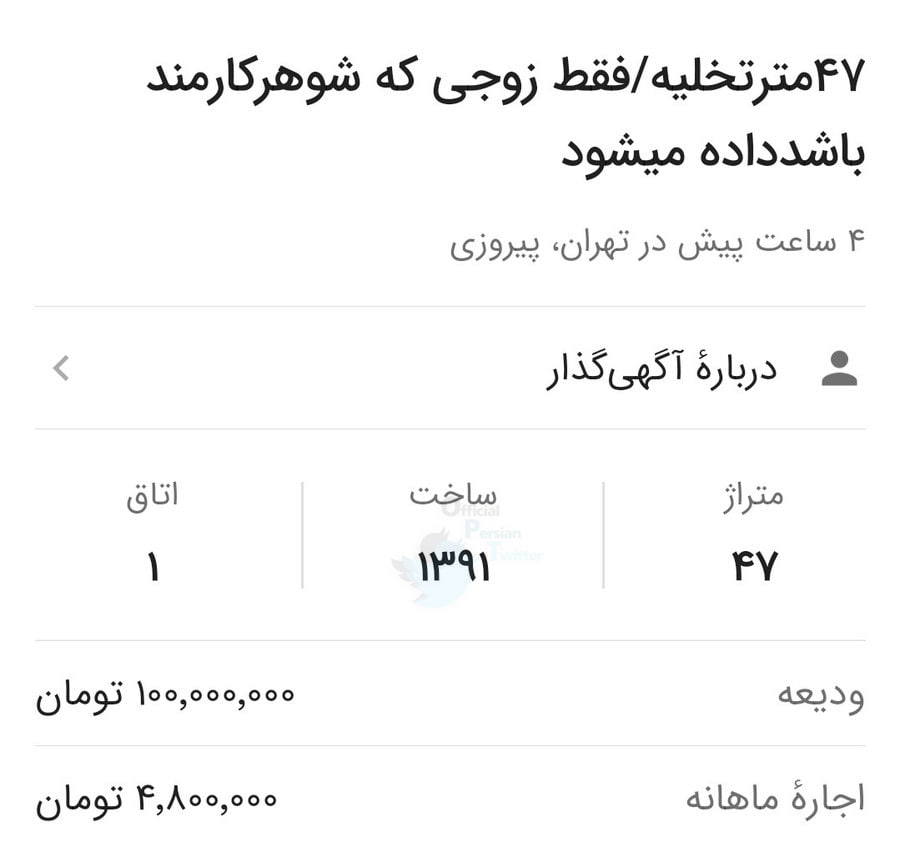 ۴۷مترتخلیه/فقط زوجی که شوهرکارمند
باشدداده میشود
۴ ساعت پیش در تهران، پیروزی
دربارهٔ آگهی‌گذار
متراژ
ساخت
اتاق
۴۷
۱۳۹۱
۱
Official
Persian
Twitter
ودیعه
۱۰۰,۰۰۰,۰۰۰ تومان
اجارهٔ ماهانه
۴,۸۰۰,۰۰۰ تومان